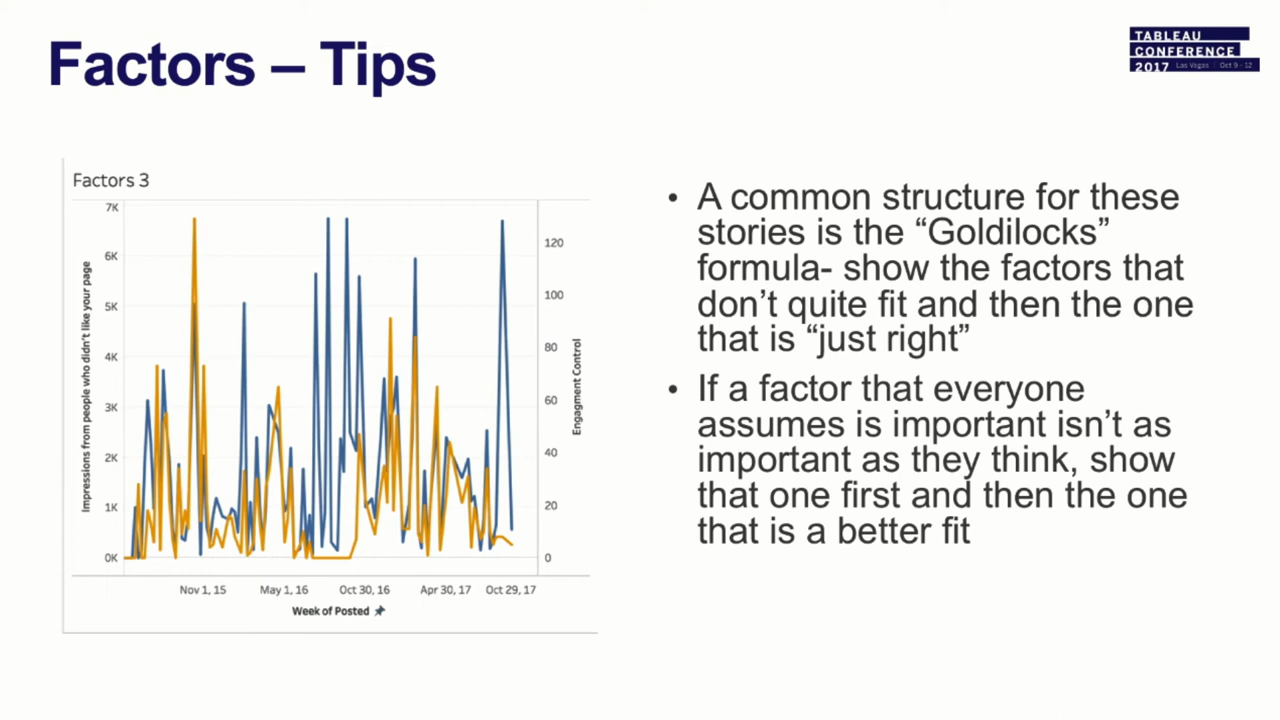 Factors – Tips
TABLEAU
CONFERENCE
2017 Las Vegas | Oct 9 - 12
Factors 3
7K
6K
5K
4K
3K
2K
1K
0K
Impressions from people who didn't like your page
120
100
80
60
40
20
0
Engagment Control
Nov 1, 15
May 1, 16
Oct 30, 16
Apr 30, 17
Oct 29, 17
Week of Posted
• A common structure for these
stories is the “Goldilocks”
formula- show the factors that
don’t quite fit and then the one
that is “just right”
• If a factor that everyone
assumes is important isn’t as
important as they think, show
that one first and then the one
that is a better fit